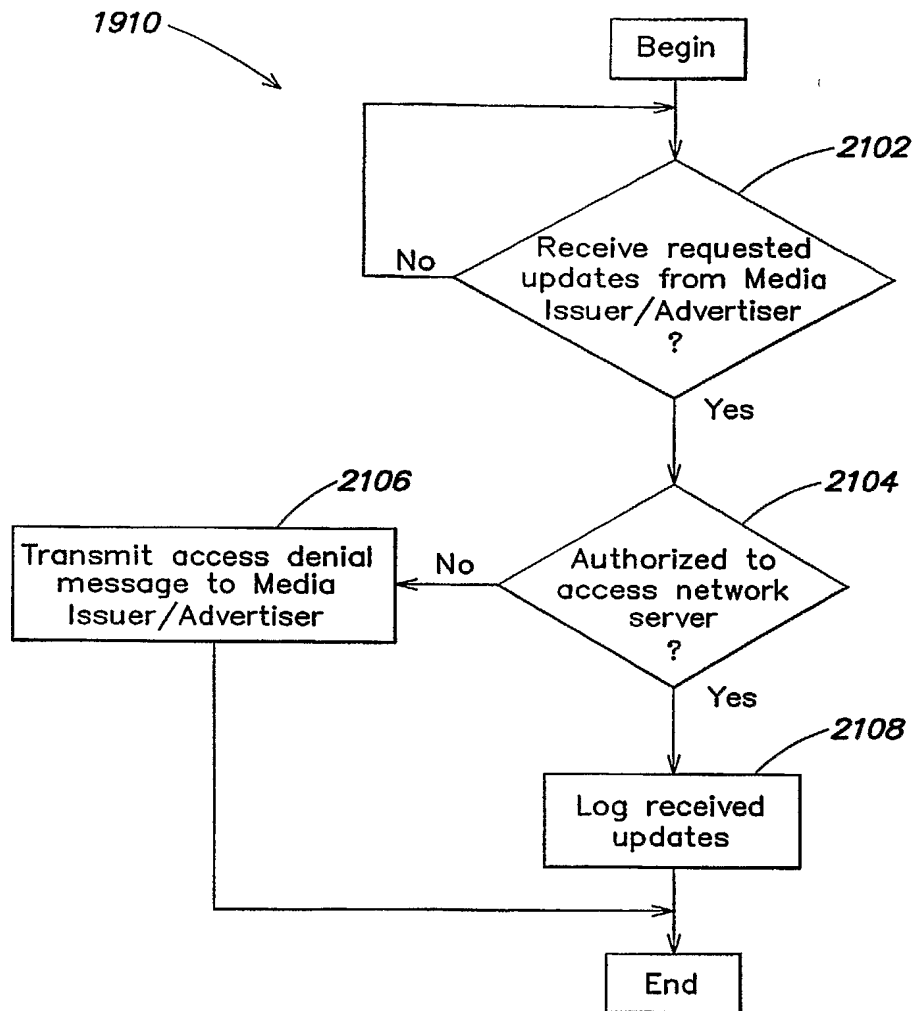 1910
Begin
2102
Receive requested
updates from Media
Issuer/Advertiser
?
No
Yes
2106
2104
Transmit access denial
message to Media
Issuer/Advertiser
No
Authorized to
access network
server
?
Yes
2108
Log received
updates
End